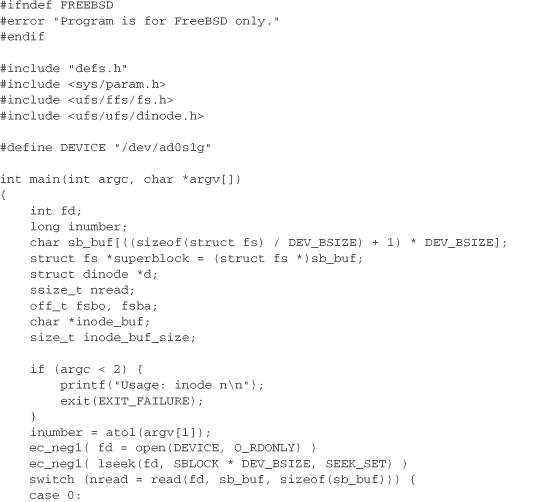 #ifndef FREEBSD
#error "Program is for FreeBSD only."
#endif

#include "defs.h"
#include <sys/param.h>
#include <ufs/ffs/fs.h>
#include <ufs/ufs/dinode.h>

#define DEVICE "/dev/ad0s1g"

int main(int argc, char *argv[])
{
    int fd;
    long inumber;
    char sb_buf[((sizeof(struct fs) / DEV_BSIZE) + 1) * DEV_BSIZE];
    struct fs *superblock = (struct fs *)sb_buf;
    struct dinode *d;
    ssize_t nread;
    off_t fsbo, fsba;
    char *inode_buf;
    size_t inode_buf_size;

    if (argc < 2) {
        printf("Usage: inode n\n");
        exit(EXIT_FAILURE);
    }
    inumber = atol(argv[1]);
    ec_neg1( fd = open(DEVICE, O_RDONLY) )
    ec_neg1( lseek(fd, SBLOCK * DEV_BSIZE, SEEK_SET) )
    switch (nread = read(fd, sb_buf, sizeof(sb_buf))) {
    case 0: